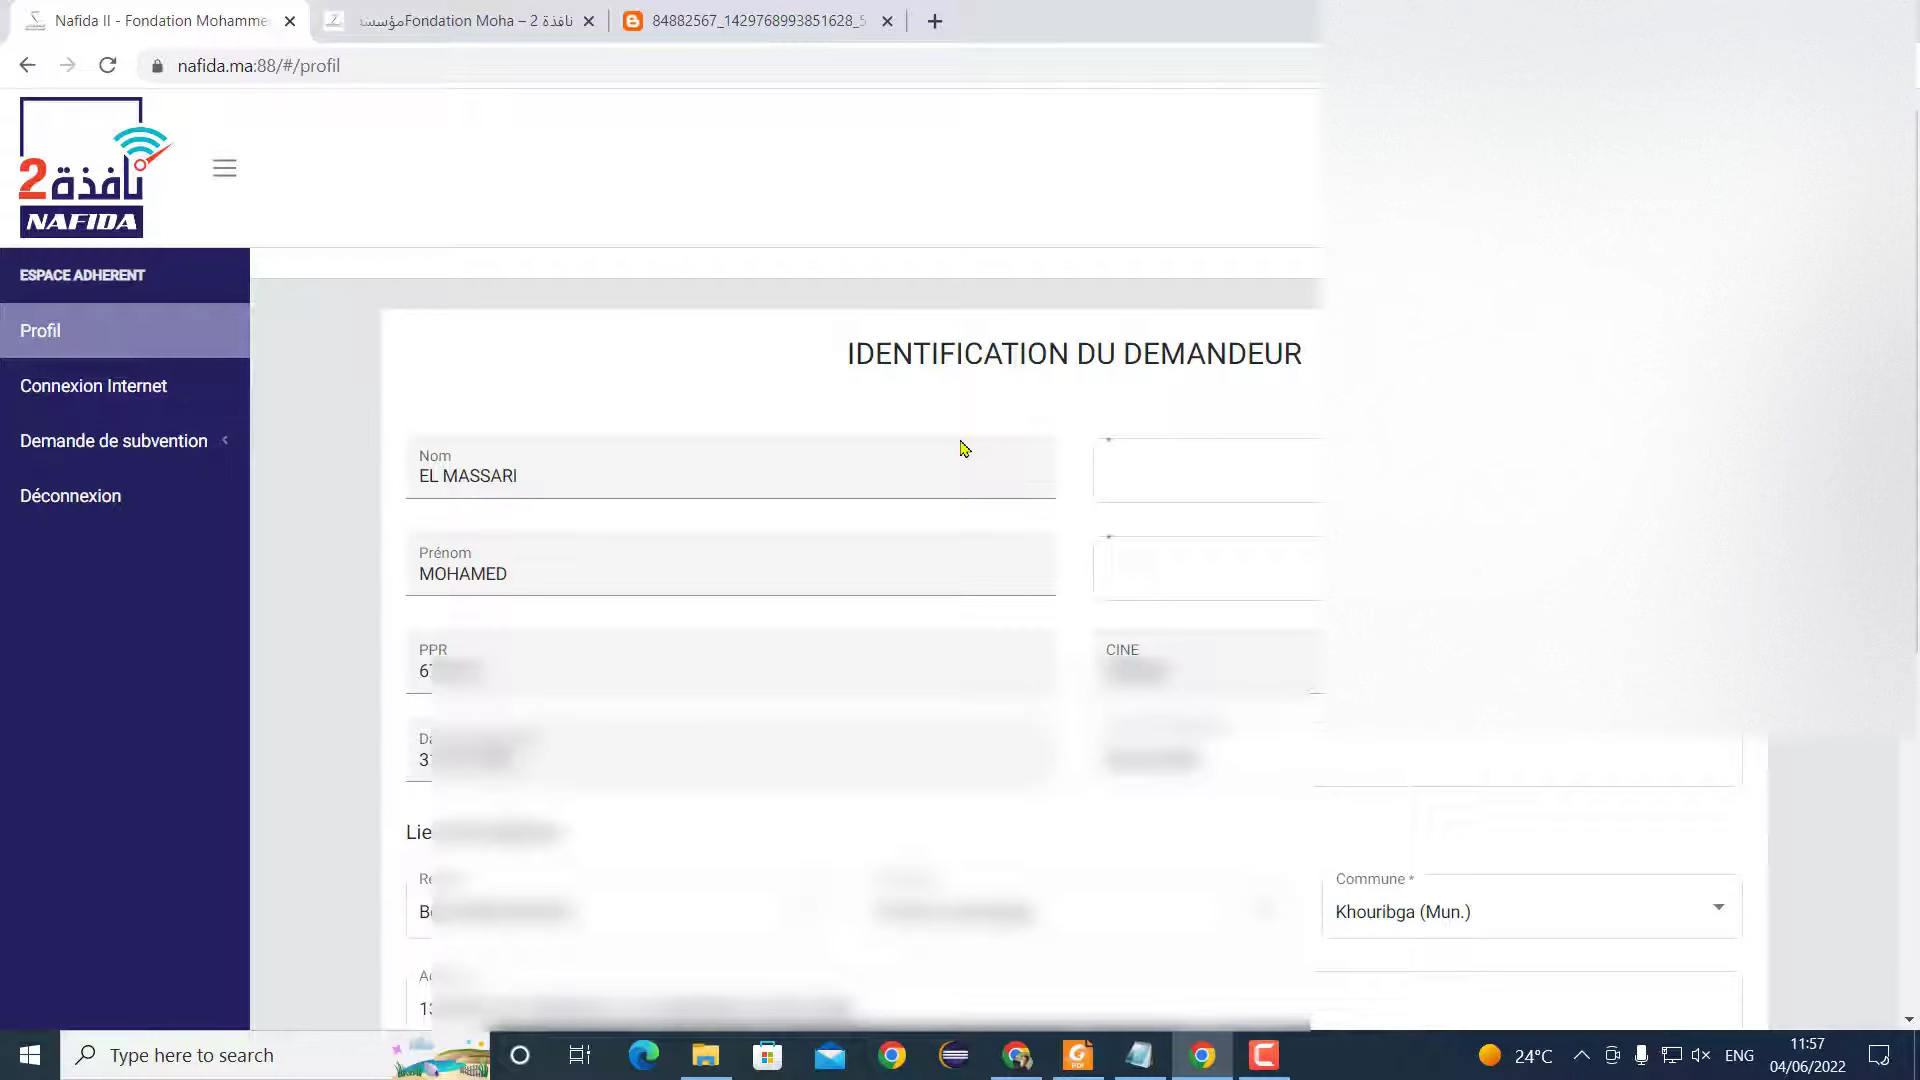 Nafida II - Fondation Mohamme
مؤسسةFondation Moha – 2 نافذة
84882567_1429768993851628_5
nafida.ma:88/#/profil
نافذة2
NAFIDA
ESPACE ADHERENT
Profil
Connexion Internet
Demande de subvention
Déconnexion
IDENTIFICATION DU DEMANDEUR
Nom
EL MASSARI
Prénom
MOHAMED
PPR
CINE
Commune *
Khouribga (Mun.)
Type here to search
24°C
ENG
11:57
04/06/2022